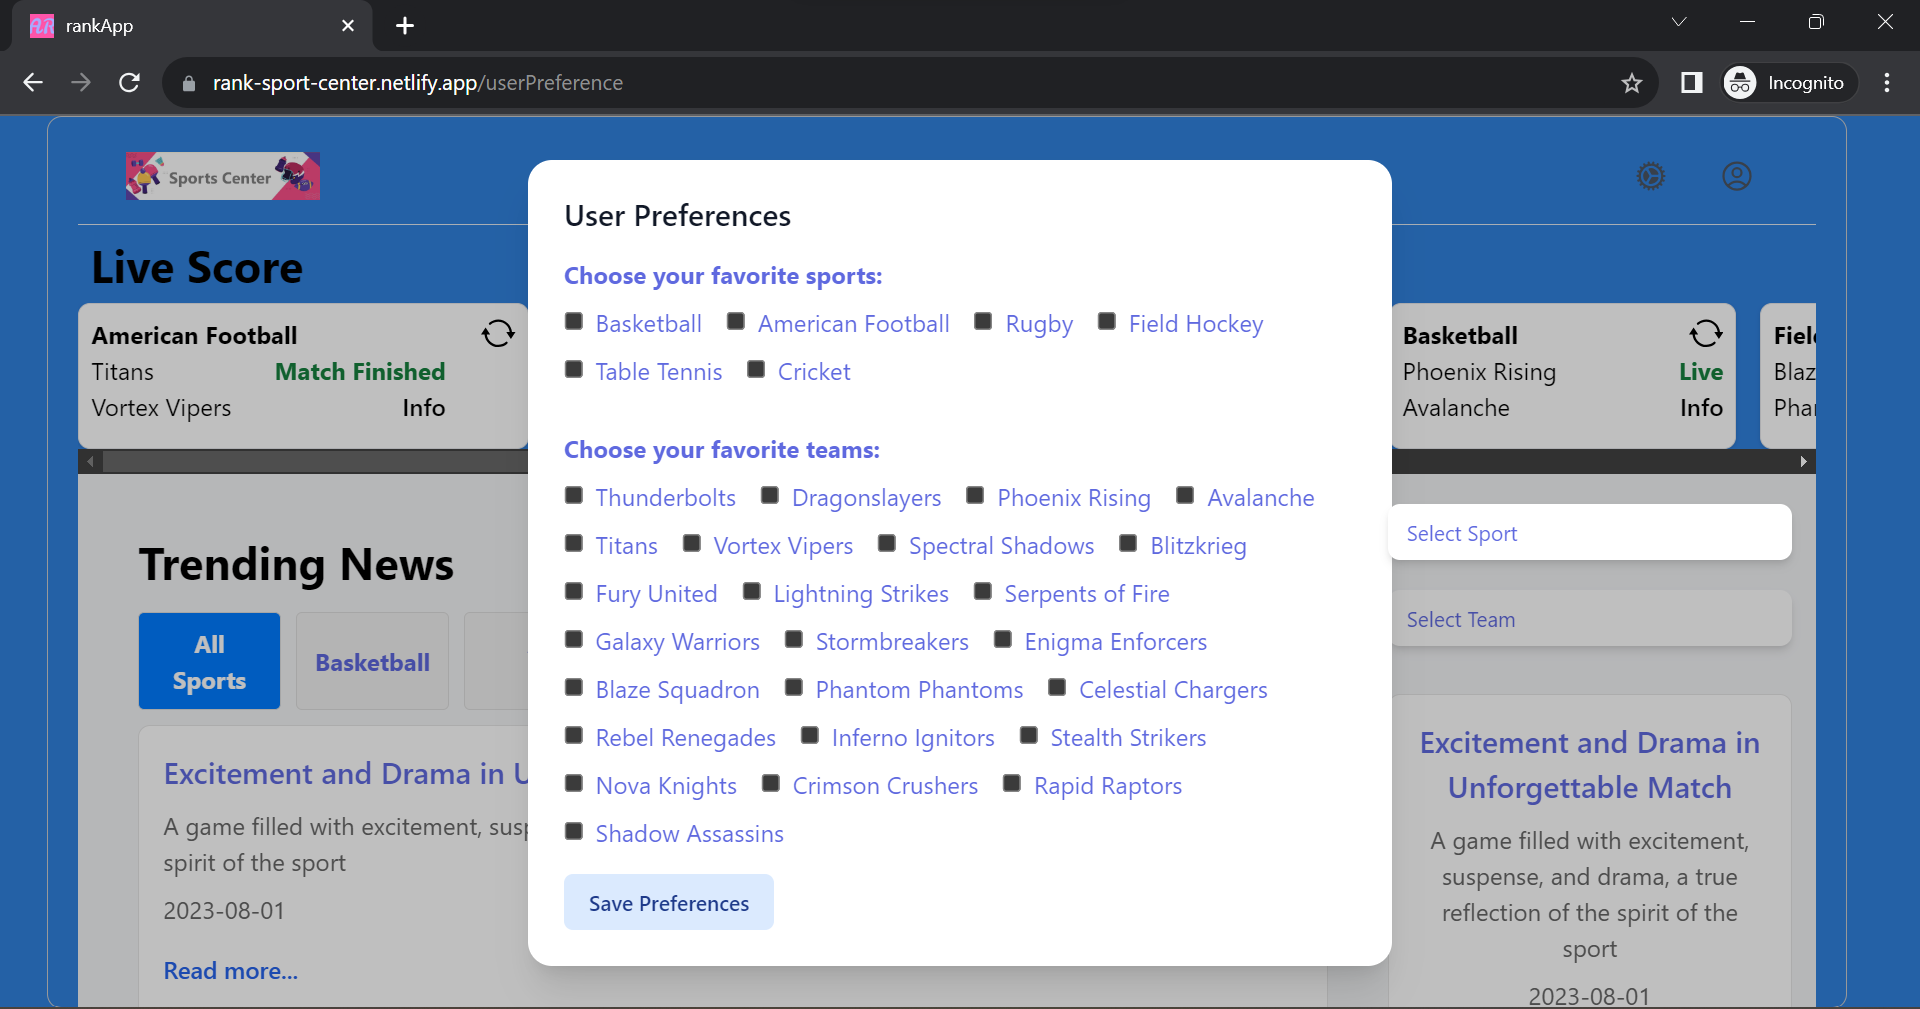 rankApp
rank-sport-center.netlify.app/userPreference
Incognito
Sports Center
Live Score
American Football
Titans Match Finished
Vortex Vipers Info
Basketball
Phoenix Rising Live
Avalanche Info
Fiel
Blaz
Phar
User Preferences
Choose your favorite sports:
Basketball American Football Rugby Field Hockey
Table Tennis Cricket
Choose your favorite teams:
Thunderbolts Dragonslayers Phoenix Rising Avalanche
Titans Vortex Vipers Spectral Shadows Blitzkrieg
Fury United Lightning Strikes Serpents of Fire
Galaxy Warriors Stormbreakers Enigma Enforcers
Blaze Squadron Phantom Phantoms Celestial Chargers
Rebel Renegades Inferno Ignitors Stealth Strikers
Nova Knights Crimson Crushers Rapid Raptors
Shadow Assassins
Save Preferences
Trending News
All
Sports
Basketball
Excitement and Drama in U
A game filled with excitement, susp
spirit of the sport
2023-08-01
Read more...
Select Sport
Select Team
Excitement and Drama in
Unforgettable Match
A game filled with excitement,
suspense, and drama, a true
reflection of the spirit of the
sport
2023-08-01